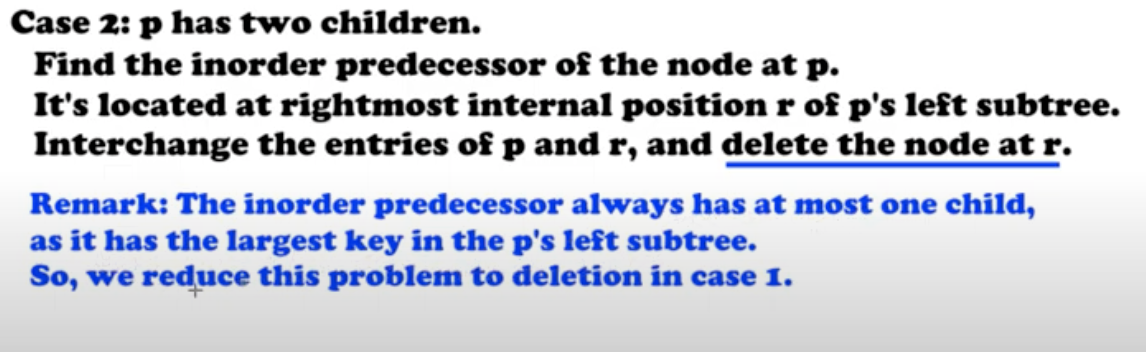 Case 2: p has two children.
Find the inorder predecessor of the node at p.
It's located at rightmost internal position r of p's left subtree.
Interchange the entries of p and r, and delete the node at r.
Remark: The inorder predecessor always has at most one child,
as it has the largest key in the p's left subtree.
So, we reduce this problem to deletion in case 1.